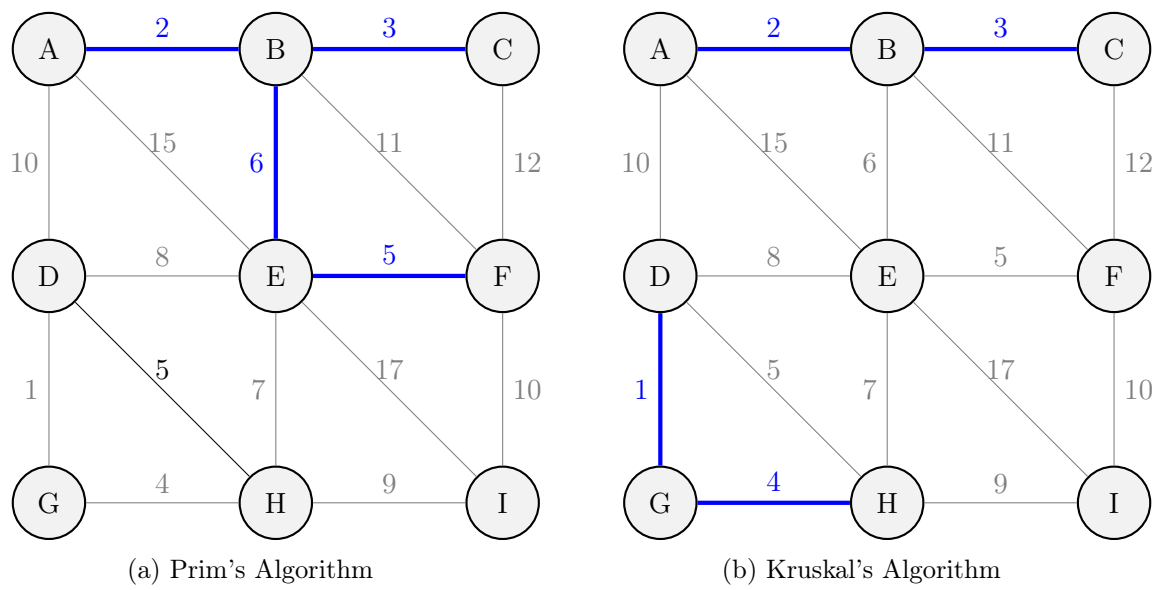 2 3 2 3
A B C A B C
15 11 15 11
10 6 12 10 6 12
8 5 8 5
D E F D E F
5 17 5 17
1 7 10 1 7 10
4 9 4 9
G H I G H I
(a) Prim's Algorithm (b) Kruskal's Algorithm